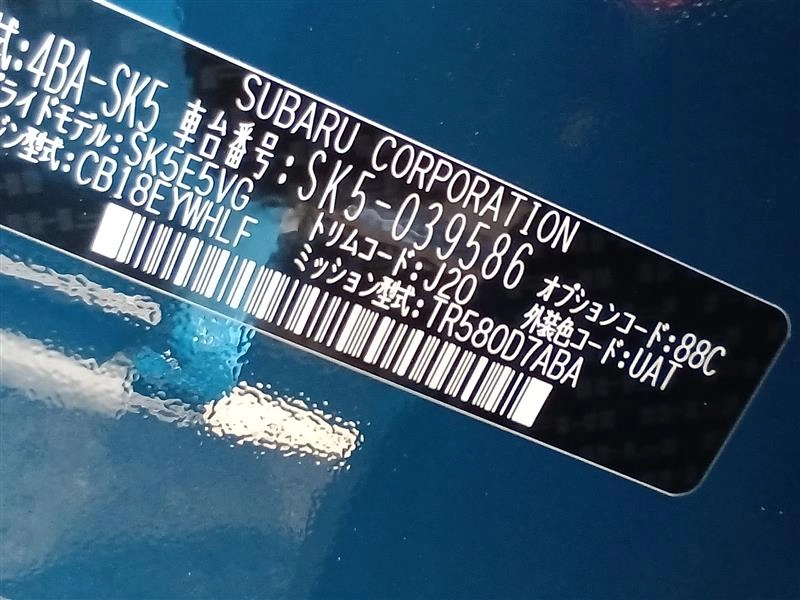 SUBARU CORPORATION
式:4BA-SK5 車台番号:SK5-039586 オプションコード:88C
プライドモデル:SK5E5VG トリムコード:J20 外装色コード:UAT
ジン型式:CB18EYWHLF ミッション型式:TR580D7ABA